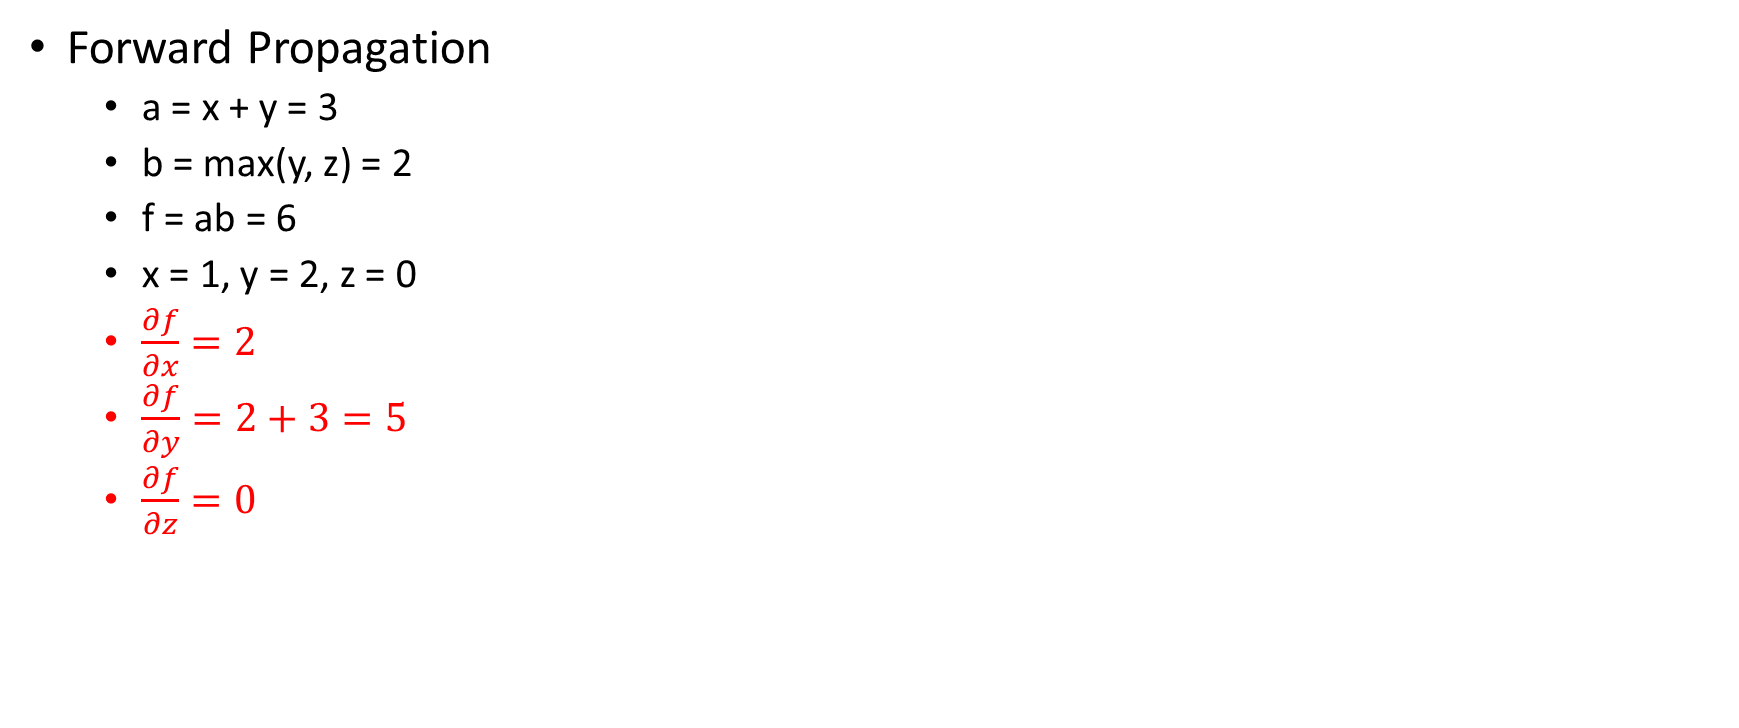 • Forward Propagation
• a = x + y = 3
• b = max(y, z) = 2
• f = ab = 6
• x = 1, y = 2, z = 0
• ∂f/∂x = 2
• ∂f/∂y = 2 + 3 = 5
• ∂f/∂z = 0